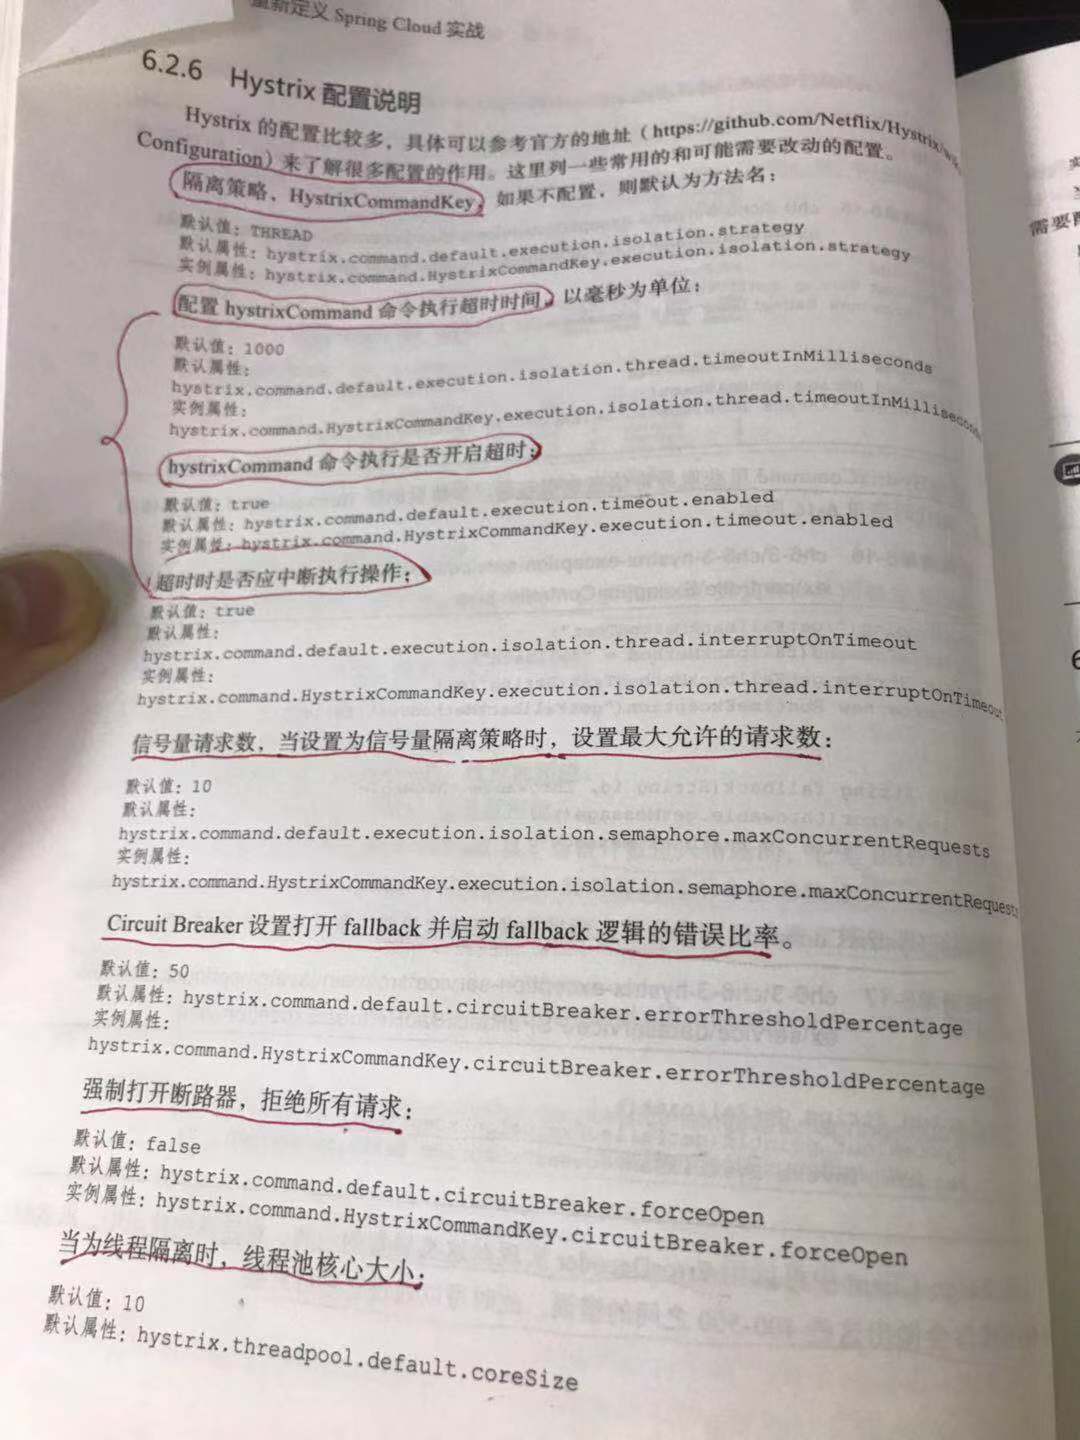 重新定义 Spring Cloud 实战
6.2.6 Hystrix 配置说明
Hystrix 的配置比较多，具体可以参考官方的地址（https://github.com/Netflix/Hystrix/wiki/
Configuration）来了解很多配置的作用。这里列一些常用的和可能需要改动的配置。
隔离策略，HystrixCommandKey，如果不配置，则默认为方法名：
默认值：THREAD
默认属性：hystrix.command.default.execution.isolation.strategy
实例属性：hystrix.command.HystrixCommandKey.execution.isolation.strategy
配置 hystrixCommand 命令执行超时时间，以毫秒为单位：
默认值：1000
默认属性：
hystrix.command.default.execution.isolation.thread.timeoutInMilliseconds
实例属性：
hystrix.command.HystrixCommandKey.execution.isolation.thread.timeoutInMilliseconds
hystrixCommand 命令执行是否开启超时：
默认值：true
默认属性：hystrix.command.default.execution.timeout.enabled
实例属性：hystrix.command.HystrixCommandKey.execution.timeout.enabled
超时时是否应中断执行操作：
默认值：true
默认属性：
hystrix.command.default.execution.isolation.thread.interruptOnTimeout
实例属性：
hystrix.command.HystrixCommandKey.execution.isolation.thread.interruptOnTimeout
信号量请求数，当设置为信号量隔离策略时，设置最大允许的请求数：
默认值：10
默认属性：
hystrix.command.default.execution.isolation.semaphore.maxConcurrentRequests
实例属性：
hystrix.command.HystrixCommandKey.execution.isolation.semaphore.maxConcurrentRequests
Circuit Breaker 设置打开 fallback 并启动 fallback 逻辑的错误比率。
默认值：50
默认属性：hystrix.command.default.circuitBreaker.errorThresholdPercentage
实例属性：
hystrix.command.HystrixCommandKey.circuitBreaker.errorThresholdPercentage
强制打开断路器，拒绝所有请求：
默认值：false
默认属性：hystrix.command.default.circuitBreaker.forceOpen
实例属性：hystrix.command.HystrixCommandKey.circuitBreaker.forceOpen
当为线程隔离时，线程池核心大小：
默认值：10
默认属性：hystrix.threadpool.default.coreSize
需要